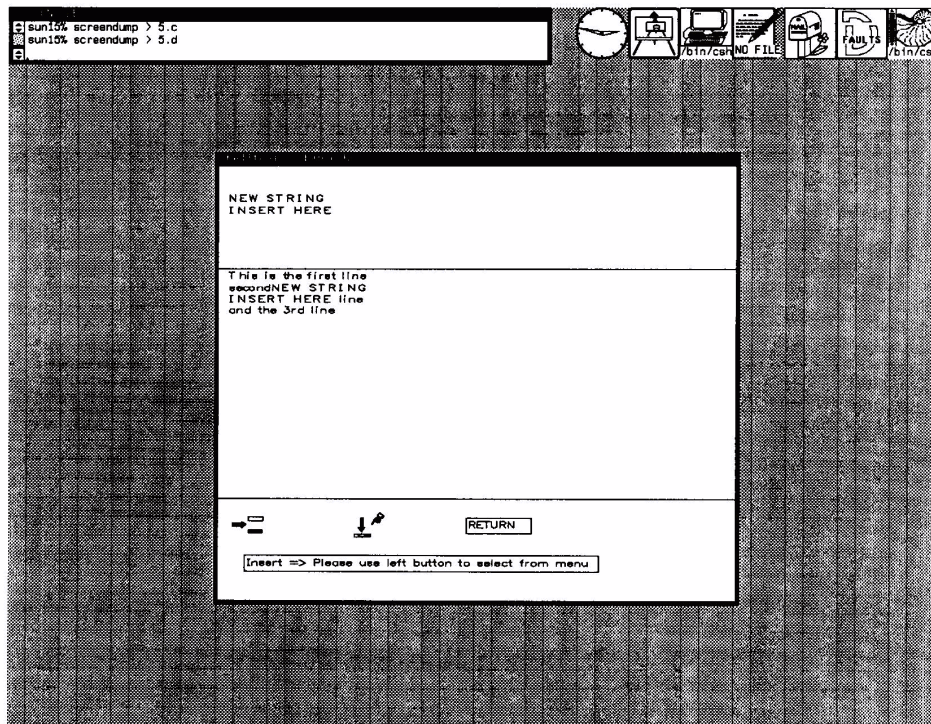 sun15% screendump > 5.c
sun15% screendump > 5.d
/bin/csh
NO FILE
MAIL
FAULTS
/bin/cs
NEW STRING
INSERT HERE
This is the first line
secondNEW STRING
INSERT HERE line
and the 3rd line
RETURN
Insert => Please use left button to select from menu